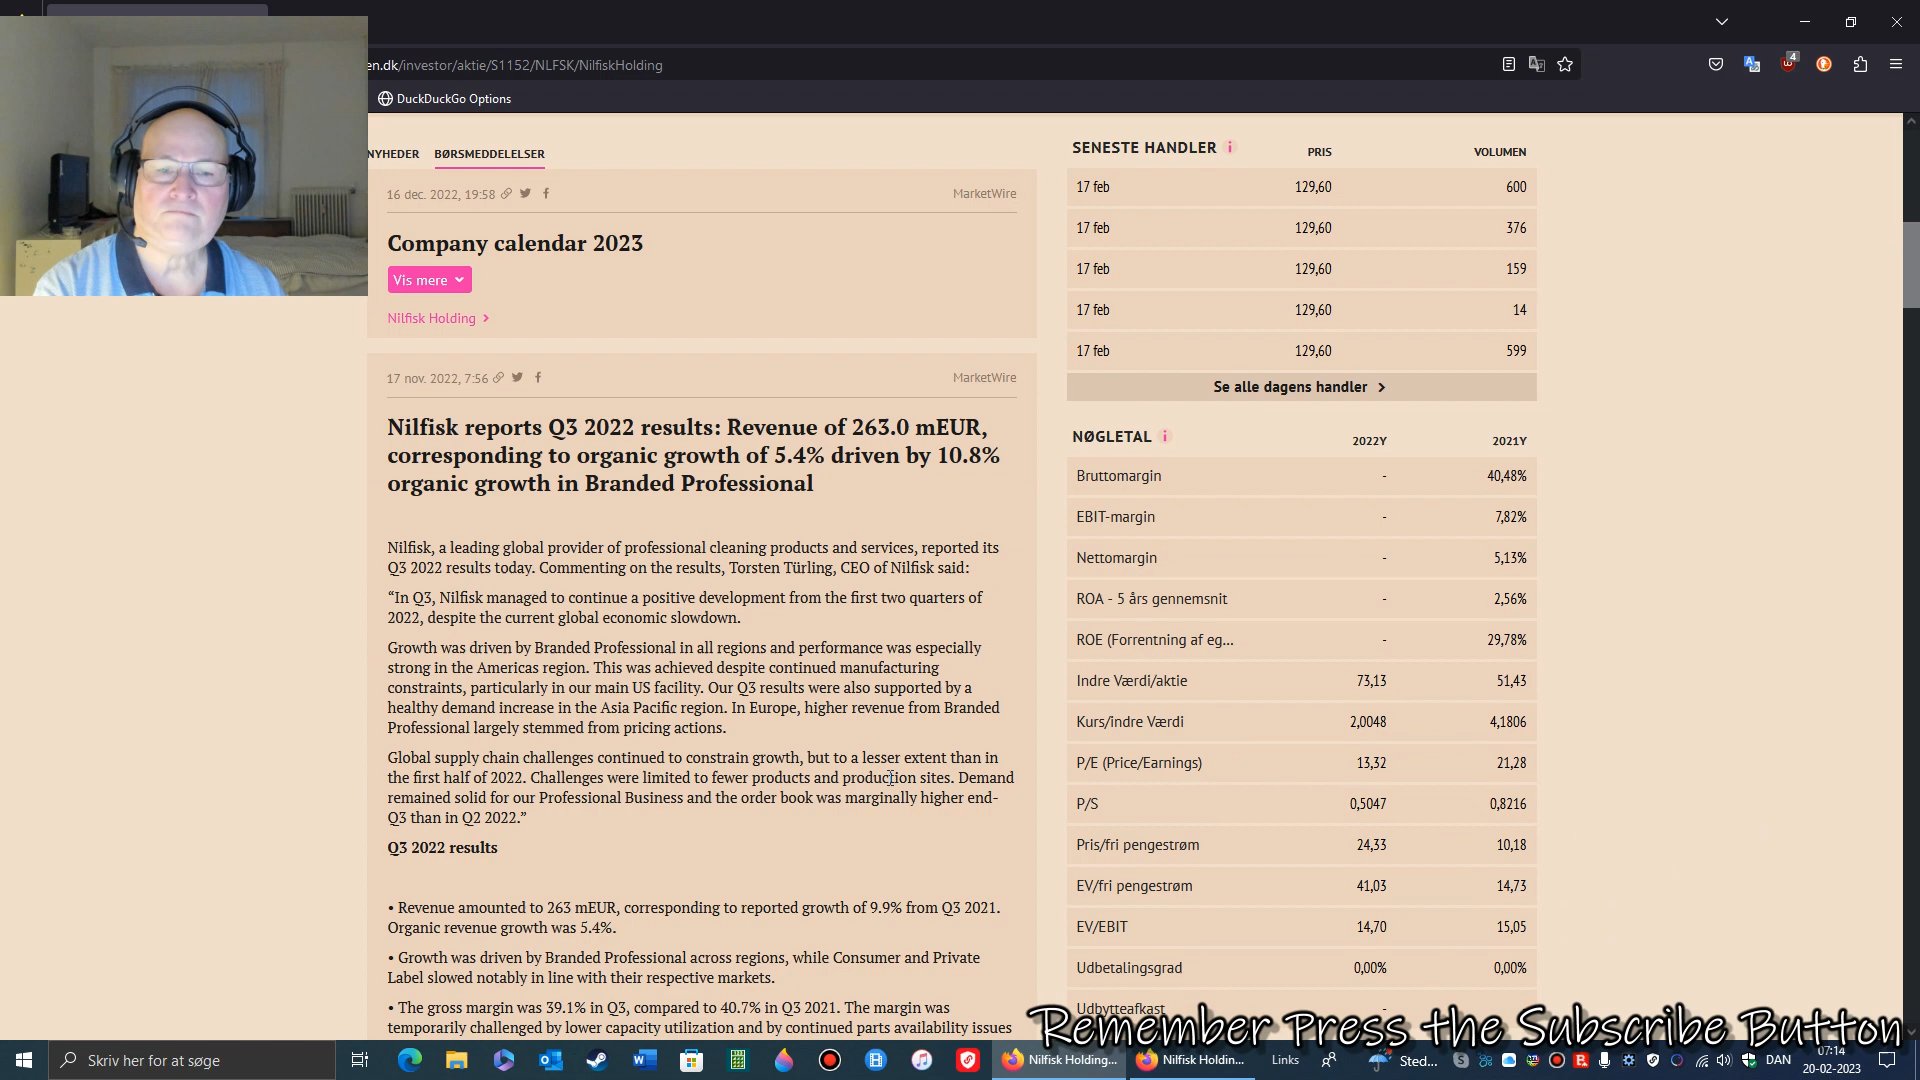 en.dk/investor/aktie/S1152/NLFSK/NilfiskHolding
4
DuckDuckGo Options
NYHEDER BØRSMEDDELELSER
16 dec. 2022, 19:58 MarketWire
Company calendar 2023
Vis mere
Nilfisk Holding
17 nov. 2022, 7:56 MarketWire
Nilfisk reports Q3 2022 results: Revenue of 263.0 mEUR,
corresponding to organic growth of 5.4% driven by 10.8%
organic growth in Branded Professional
Nilfisk, a leading global provider of professional cleaning products and services, reported its
Q3 2022 results today. Commenting on the results, Torsten Türling, CEO of Nilfisk said:
“In Q3, Nilfisk managed to continue a positive development from the first two quarters of
2022, despite the current global economic slowdown.
Growth was driven by Branded Professional in all regions and performance was especially
strong in the Americas region. This was achieved despite continued manufacturing
constraints, particularly in our main US facility. Our Q3 results were also supported by a
healthy demand increase in the Asia Pacific region. In Europe, higher revenue from Branded
Professional largely stemmed from pricing actions.
Global supply chain challenges continued to constrain growth, but to a lesser extent than in
the first half of 2022. Challenges were limited to fewer products and production sites. Demand
remained solid for our Professional Business and the order book was marginally higher end-
Q3 than in Q2 2022.”
Q3 2022 results
• Revenue amounted to 263 mEUR, corresponding to reported growth of 9.9% from Q3 2021.
Organic revenue growth was 5.4%.
• Growth was driven by Branded Professional across regions, while Consumer and Private
Label slowed notably in line with their respective markets.
• The gross margin was 39.1% in Q3, compared to 40.7% in Q3 2021. The margin was
temporarily challenged by lower capacity utilization and by continued parts availability issues
SENESTE HANDLER PRIS VOLUMEN
17 feb 129,60 600
17 feb 129,60 376
17 feb 129,60 159
17 feb 129,60 14
17 feb 129,60 599
Se alle dagens handler
NØGLETAL 2022Y 2021Y
Bruttomargin - 40,48%
EBIT-margin - 7,82%
Nettomargin - 5,13%
ROA - 5 års gennemsnit - 2,56%
ROE (Forrentning af eg... - 29,78%
Indre Værdi/aktie 73,13 51,43
Kurs/indre Værdi 2,0048 4,1806
P/E (Price/Earnings) 13,32 21,28
P/S 0,5047 0,8216
Pris/fri pengestrøm 24,33 10,18
EV/fri pengestrøm 41,03 14,73
EV/EBIT 14,70 15,05
Udbetalingsgrad 0,00% 0,00%
Udbytteafkast -
Remember Press the Subscribe Button
Skriv her for at søge
Nilfisk Holding...
Nilfisk Holdin...
Links
Sted...
DAN
07:14
20-02-2023